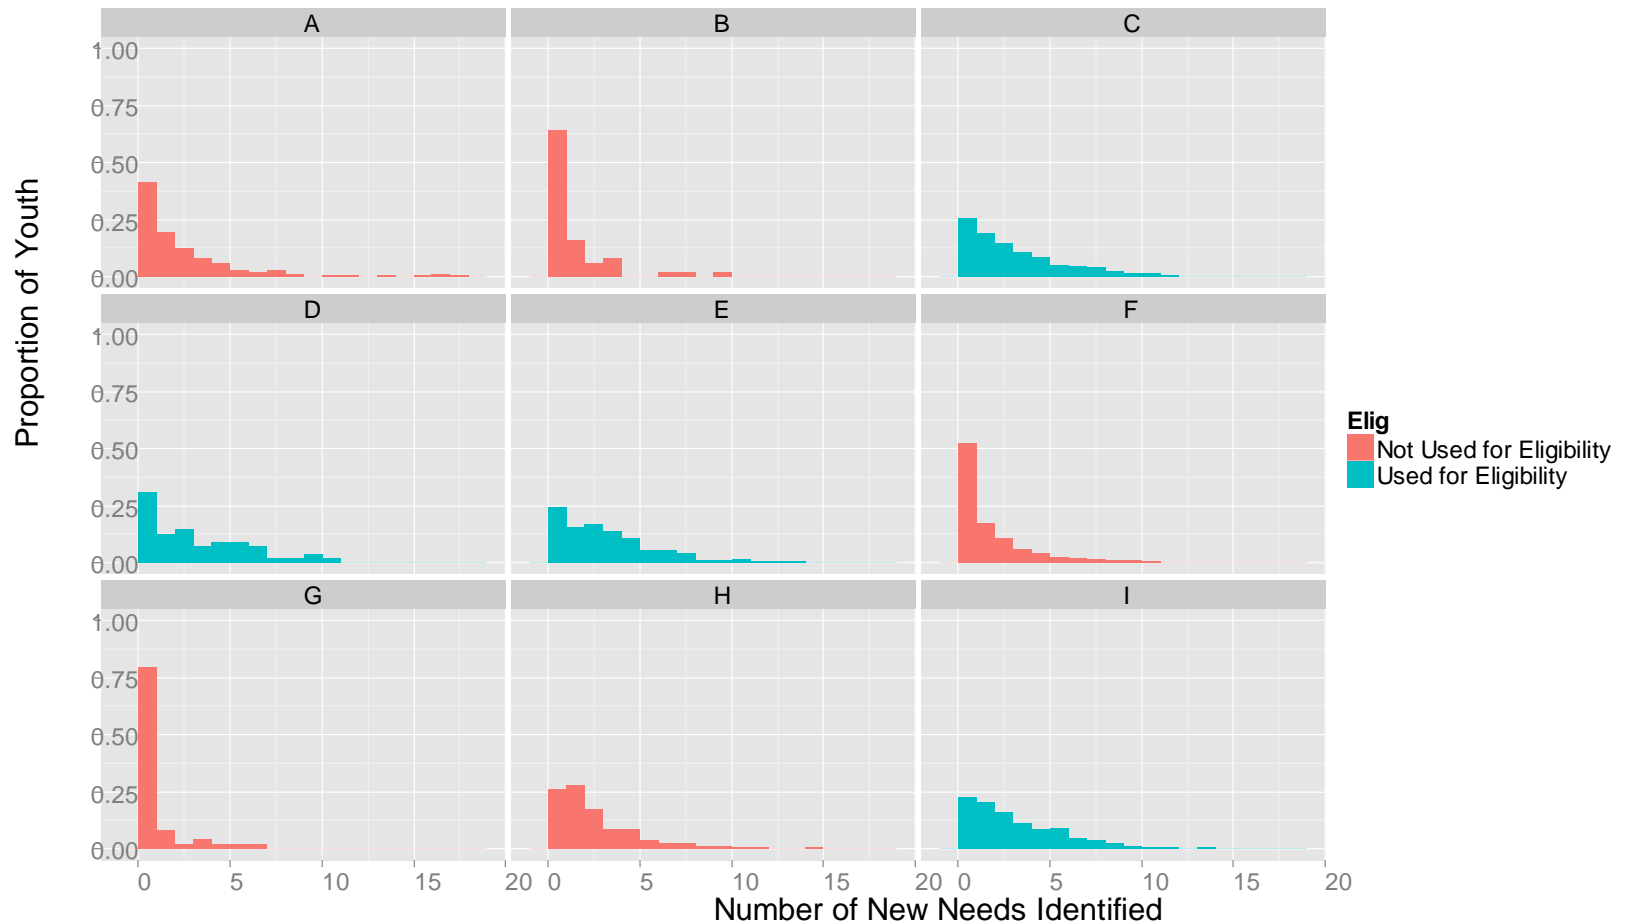 A B C
1.00
0.75
0.50
0.25
0.00
D E F
1.00
0.75
0.50
0.25
0.00
G H I
1.00
0.75
0.50
0.25
0.00
0 5 10 15 20 0 5 10 15 20 0 5 10 15 20
Number of New Needs Identified
Proportion of Youth
Elig
Not Used for Eligibility
Used for Eligibility